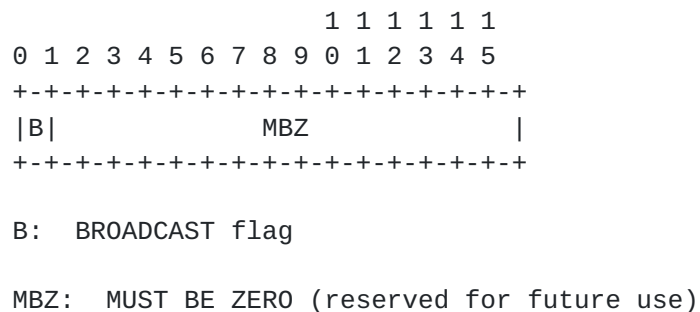 1 1 1 1 1 1
0 1 2 3 4 5 6 7 8 9 0 1 2 3 4 5
+-+-+-+-+-+-+-+-+-+-+-+-+-+-+-+-+
|B|             MBZ             |
+-+-+-+-+-+-+-+-+-+-+-+-+-+-+-+-+
B:  BROADCAST flag
MBZ:  MUST BE ZERO (reserved for future use)